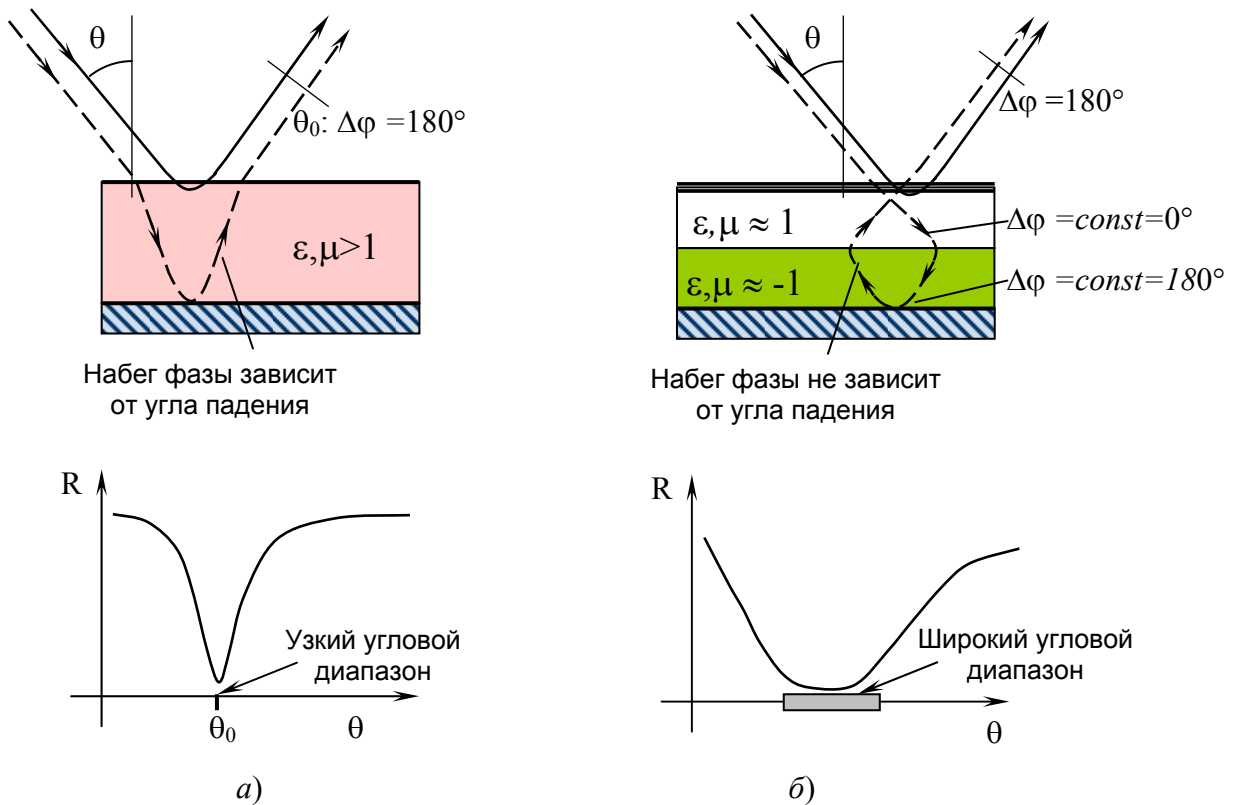 θ
θ₀: Δφ =180°
ε,μ>1
Набег фазы зависит
от угла падения
θ
Δφ =180°
ε,μ ≈ 1
Δφ =const=0°
ε,μ ≈ -1
Δφ =const=180°
Набег фазы не зависит
от угла падения
R
Узкий угловой
диапазон
θ₀
θ
а)
R
Широкий угловой
диапазон
θ
б)